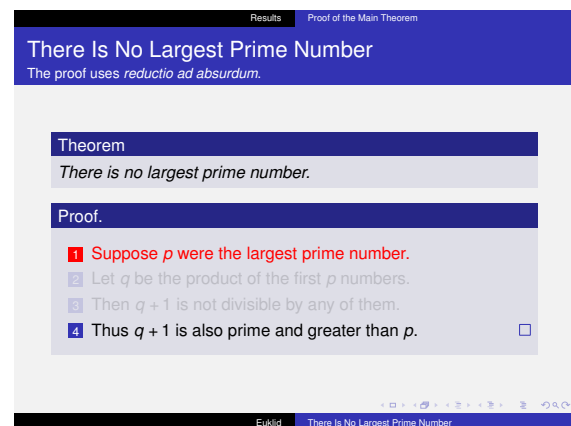 Results Proof of the Main Theorem
There Is No Largest Prime Number
The proof uses reductio ad absurdum.
Theorem
There is no largest prime number.
Proof.
1 Suppose p were the largest prime number.
2 Let q be the product of the first p numbers.
3 Then q + 1 is not divisible by any of them.
4 Thus q + 1 is also prime and greater than p.
Euklid There Is No Largest Prime Number